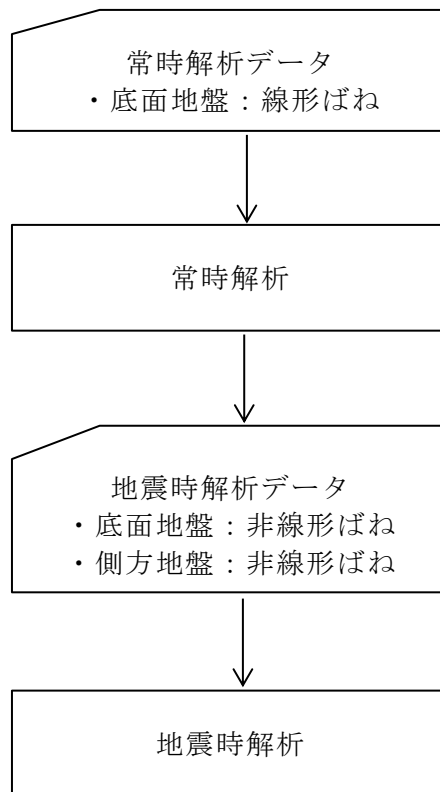 常時解析データ
・底面地盤：線形ばね
常時解析
地震時解析データ
・底面地盤：非線形ばね
・側方地盤：非線形ばね
地震時解析